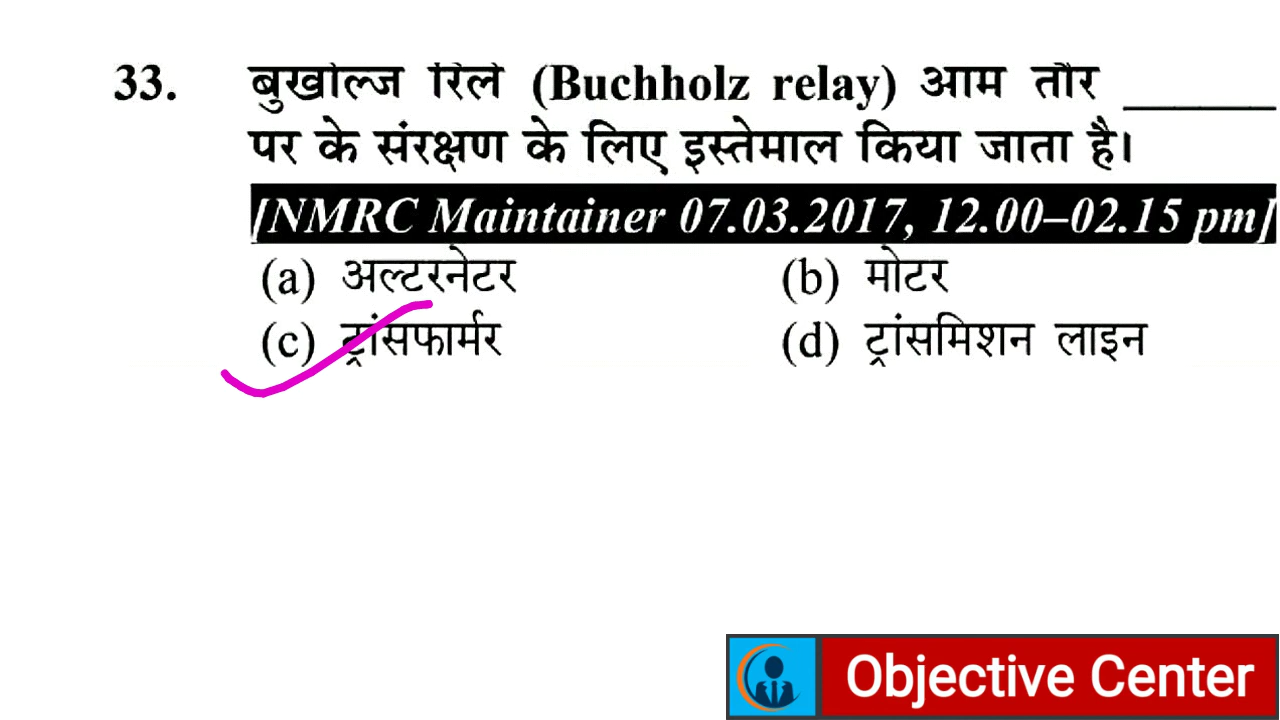 33. बुखोल्ज रिले (Buchholz relay) आम तौर ______
पर के संरक्षण के लिए इस्तेमाल किया जाता है।
[NMRC Maintainer 07.03.2017, 12.00–02.15 pm]
(a) अल्टरनेटर (b) मोटर
(c) ट्रांसफार्मर (d) ट्रांसमिशन लाइन
Objective Center